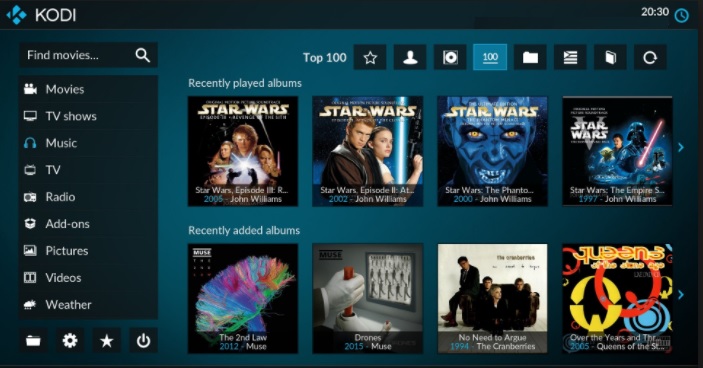 KODI
20:30
Find movies...
Top 100
100
Movies
TV shows
Music
TV
Radio
Add-ons
Pictures
Videos
Weather
Recently played albums
STAR WARS
EPISODE III · REVENGE OF THE SITH
Star Wars, Episode III: R...
2005 - John Williams
STAR WARS
Star Wars, Episode II: At...
2002 - John Williams
STAR WARS
Star Wars: The Phanto...
2000 - John Williams
STAR WARS
Star Wars: The Empire S...
1997 - John Williams
Recently added albums
MUSE
THE 2ND LAW
The 2nd Law
2012 - Muse
MUSE
Drones
2015 - Muse
the cranberries
No Need to Argue
1994 - The Cranberries
queens
of the stone age
Over the Years and Thr...
2005 - Queens of the St...